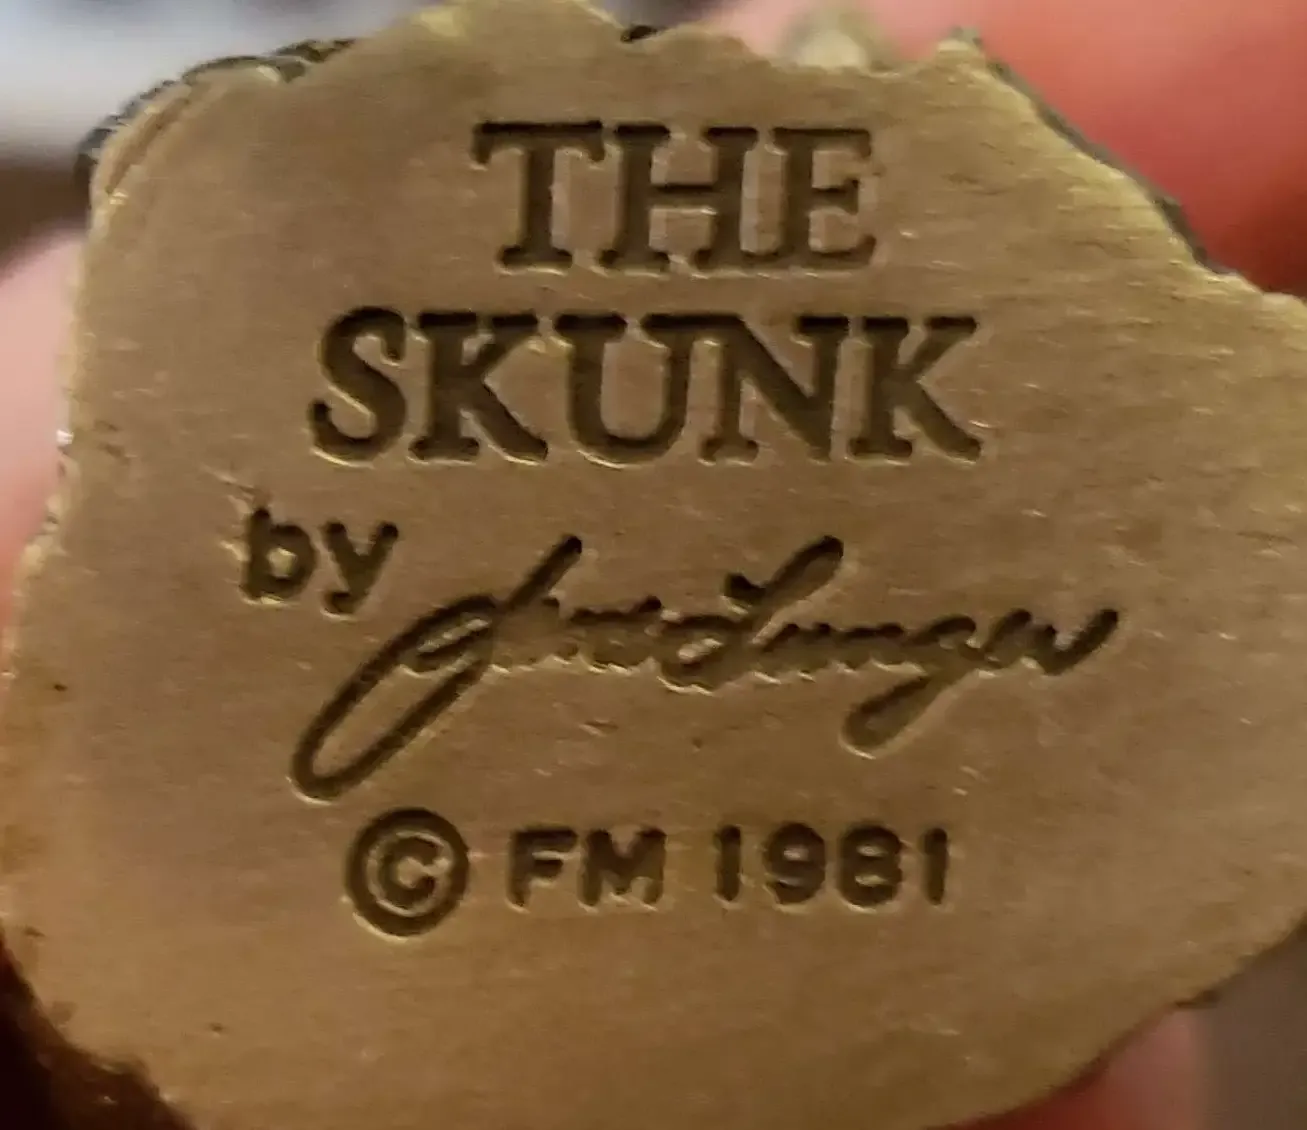 THE
SKUNK
by
© FM 1981